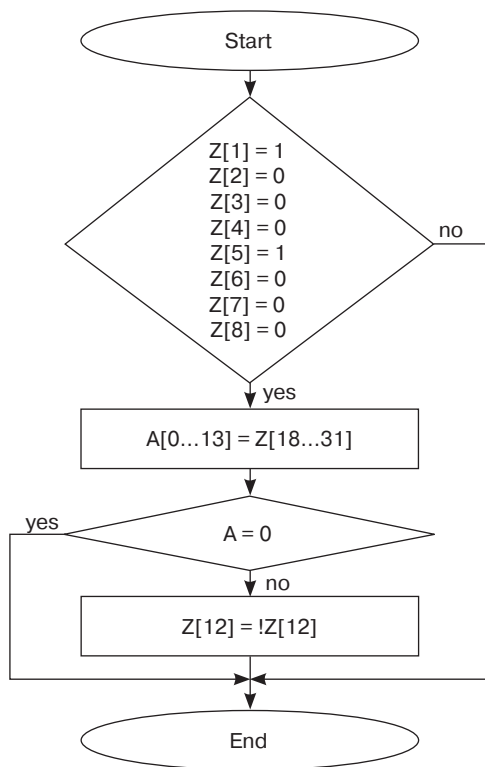 Start
Z[1] = 1
Z[2] = 0
Z[3] = 0
Z[4] = 0
Z[5] = 1
Z[6] = 0
Z[7] = 0
Z[8] = 0
no
yes
A[0...13] = Z[18...31]
yes
A = 0
no
Z[12] = !Z[12]
End